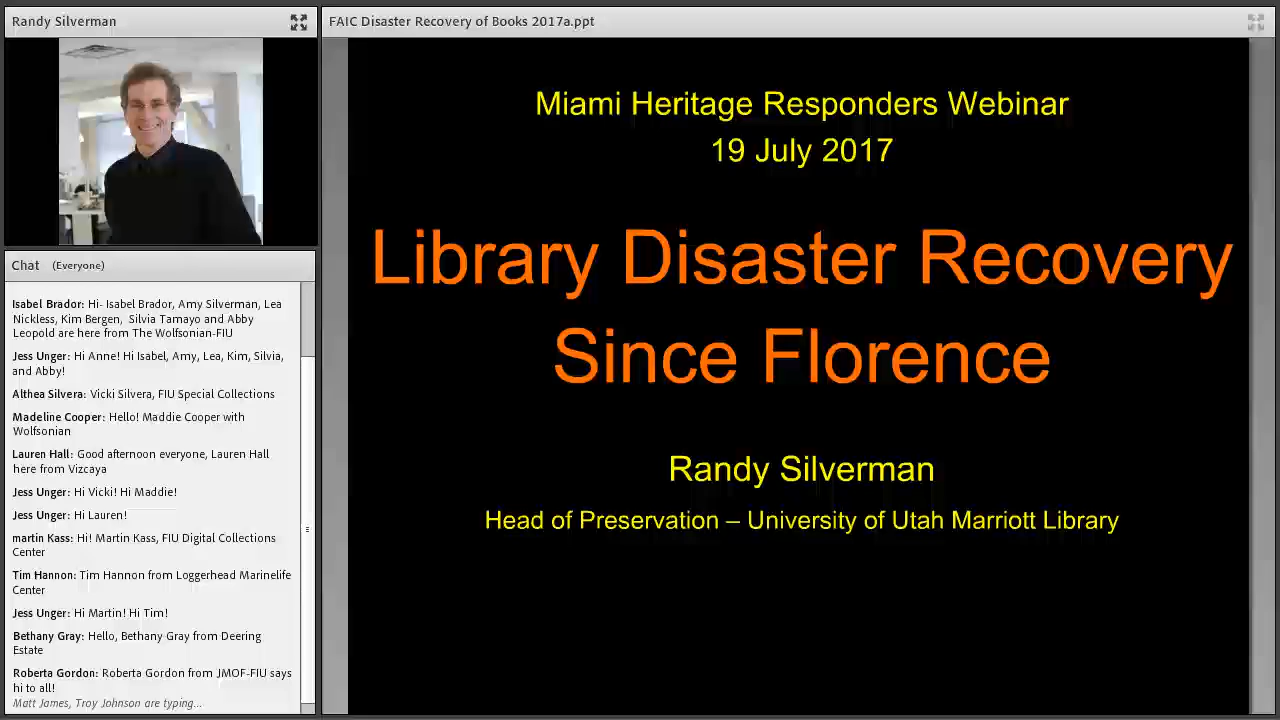 Randy Silverman
FAIC Disaster Recovery of Books 2017a.ppt
Miami Heritage Responders Webinar
19 July 2017
Library Disaster Recovery
Since Florence
Randy Silverman
Head of Preservation – University of Utah Marriott Library
Chat (Everyone)
Isabel Brador: Hi- Isabel Brador, Amy Silverman, Lea
Nickless, Kim Bergen, Silvia Tamayo and Abby
Leopold are here from The Wolfsonian-FIU
Jess Unger: Hi Anne! Hi Isabel, Amy, Lea, Kim, Silvia,
and Abby!
Althea Silvera: Vicki Silvera, FIU Special Collections
Madeline Cooper: Hello! Maddie Cooper with
Wolfsonian
Lauren Hall: Good afternoon everyone, Lauren Hall
here from Vizcaya
Jess Unger: Hi Vicki! Hi Maddie!
Jess Unger: Hi Lauren!
martin Kass: Hi! Martin Kass, FIU Digital Collections
Center
Tim Hannon: Tim Hannon from Loggerhead Marinelife
Center
Jess Unger: Hi Martin! Hi Tim!
Bethany Gray: Hello, Bethany Gray from Deering
Estate
Roberta Gordon: Roberta Gordon from JMOF-FIU says
hi to all!
Matt James, Troy Johnson are typing...